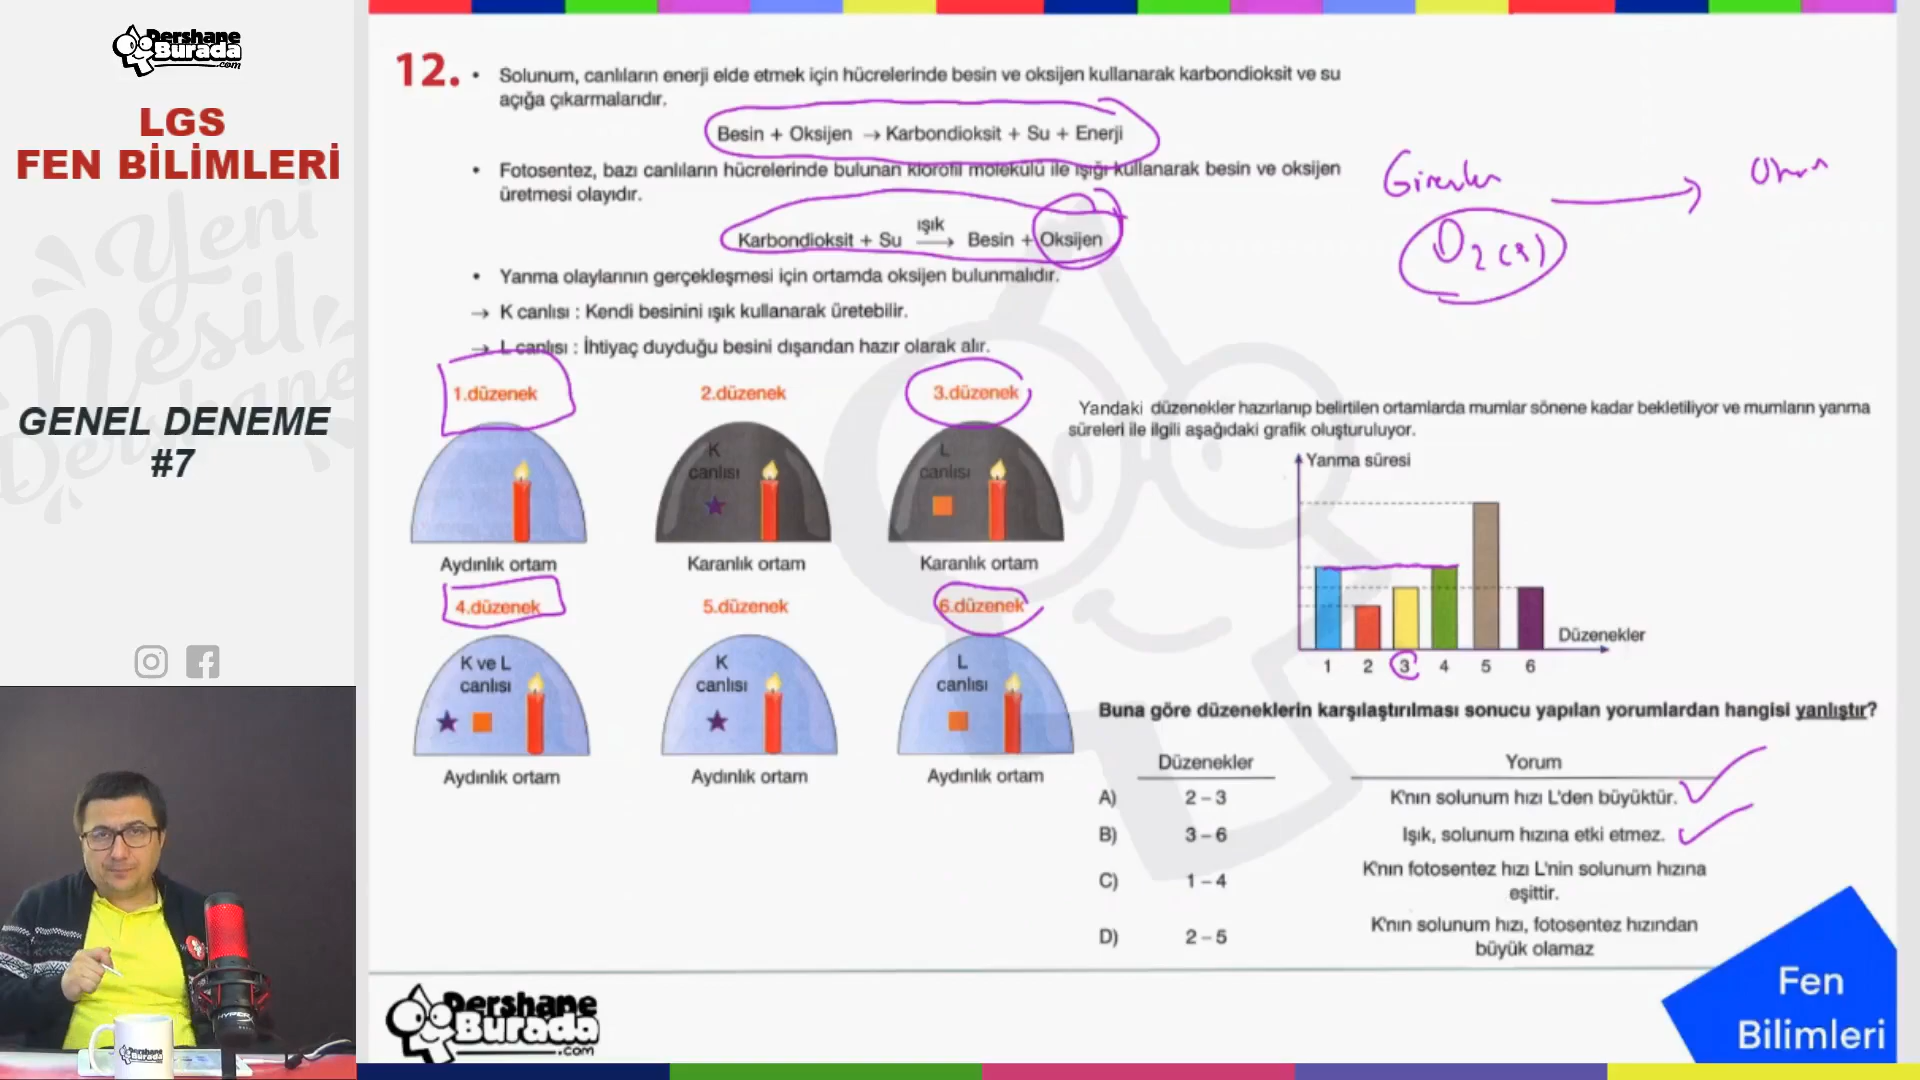 Dershane
Burada
.com
LGS
FEN BİLİMLERİ
Yeni
Nesil
Dershane
GENEL DENEME
#7
12.
• Solunum, canlıların enerji elde etmek için hücrelerinde besin ve oksijen kullanarak karbondioksit ve su
açığa çıkarmalarıdır.
Besin + Oksijen → Karbondioksit + Su + Enerji
• Fotosentez, bazı canlıların hücrelerinde bulunan klorofil molekülü ile ışığı kullanarak besin ve oksijen
üretmesi olayıdır.
ışık
Karbondioksit + Su → Besin + Oksijen
• Yanma olaylarının gerçekleşmesi için ortamda oksijen bulunmalıdır.
→ K canlısı : Kendi besinini ışık kullanarak üretebilir.
→ L canlısı : İhtiyaç duyduğu besini dışarıdan hazır olarak alır.
Girenler →
O2(g)
1.düzenek 2.düzenek 3.düzenek
K
canlısı
L
canlısı
Aydınlık ortam Karanlık ortam Karanlık ortam
4.düzenek 5.düzenek 6.düzenek
K ve L
canlısı
K
canlısı
L
canlısı
Aydınlık ortam Aydınlık ortam Aydınlık ortam
Yandaki düzenekler hazırlanıp belirtilen ortamlarda mumlar sönene kadar bekletiliyor ve mumların yanma
süreleri ile ilgili aşağıdaki grafik oluşturuluyor.
Yanma süresi
Düzenekler
1 2 3 4 5 6
Buna göre düzeneklerin karşılaştırılması sonucu yapılan yorumlardan hangisi yanlıştır?
Düzenekler Yorum
A) 2 – 3 K'nın solunum hızı L'den büyüktür.
B) 3 – 6 Işık, solunum hızına etki etmez.
C) 1 – 4 K'nın fotosentez hızı L'nin solunum hızına
eşittir.
D) 2 – 5 K'nın solunum hızı, fotosentez hızından
büyük olamaz
Dershane
Burada
.com
Fen
Bilimleri
HYPERX
Dershane
Burada